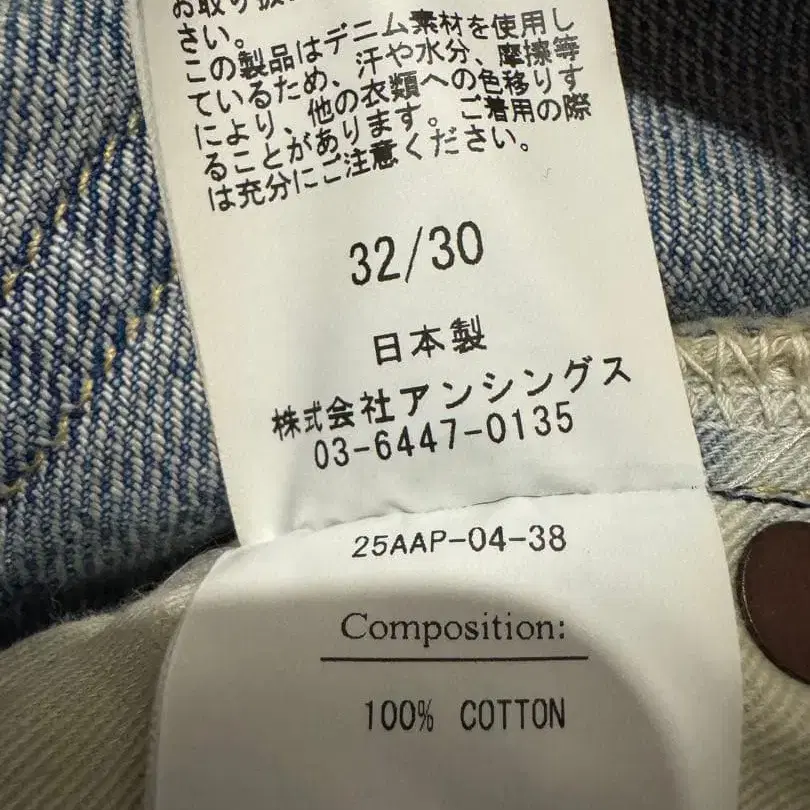 さい。
この製品はデニム素材を使用し
ているため、汗や水分、摩擦等
により、他の衣類への色移りす
ることがあります。ご着用の際
は充分にご注意ください。
32/30
日本製
株式会社アンシングス
03-6447-0135
25AAP-04-38
Composition:
100% COTTON